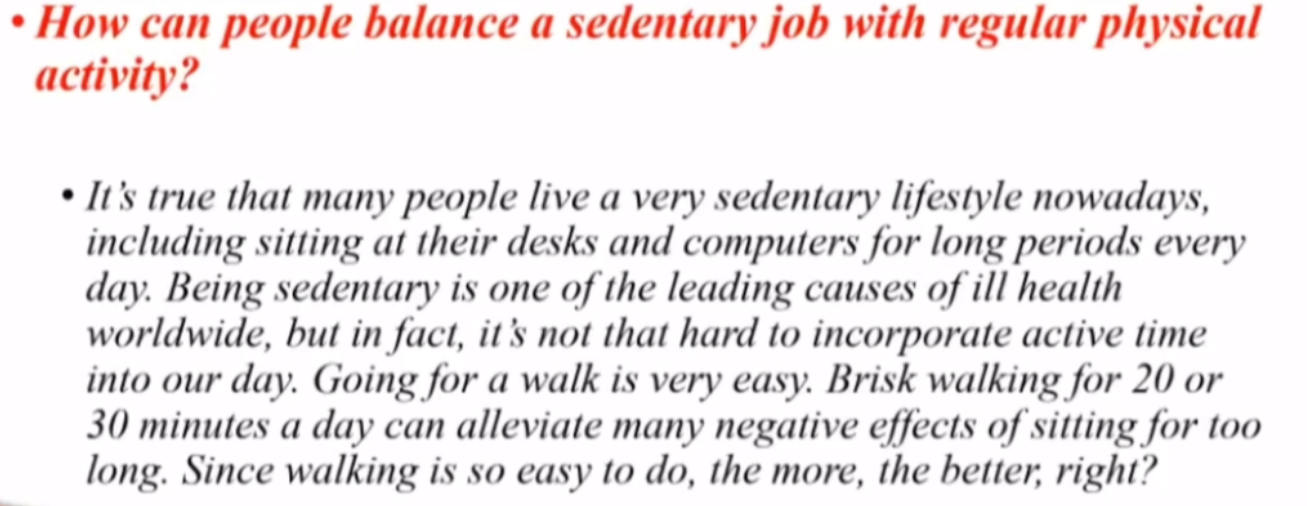 • How can people balance a sedentary job with regular physical
activity?
• It's true that many people live a very sedentary lifestyle nowadays,
including sitting at their desks and computers for long periods every
day. Being sedentary is one of the leading causes of ill health
worldwide, but in fact, it's not that hard to incorporate active time
into our day. Going for a walk is very easy. Brisk walking for 20 or
30 minutes a day can alleviate many negative effects of sitting for too
long. Since walking is so easy to do, the more, the better, right?